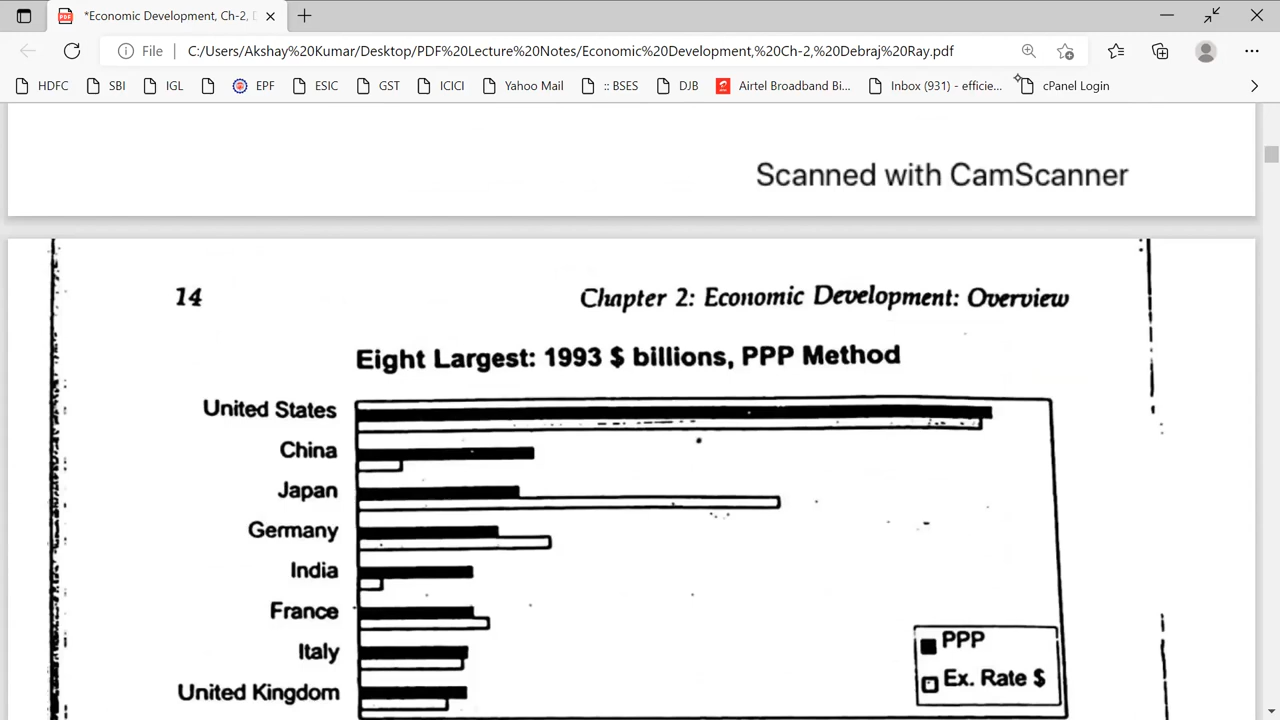 *Economic Development, Ch-2, D
File C:/Users/Akshay%20Kumar/Desktop/PDF%20Lecture%20Notes/Economic%20Development,%20Ch-2,%20Debraj%20Ray.pdf
HDFC SBI IGL EPF ESIC GST ICICI Yahoo Mail :: BSES DJB Airtel Broadband Bi... Inbox (931) - efficie... cPanel Login
Scanned with CamScanner
14 Chapter 2: Economic Development: Overview
Eight Largest: 1993 $ billions, PPP Method
United States
China
Japan
Germany
India
France
Italy
United Kingdom
PPP
Ex. Rate $